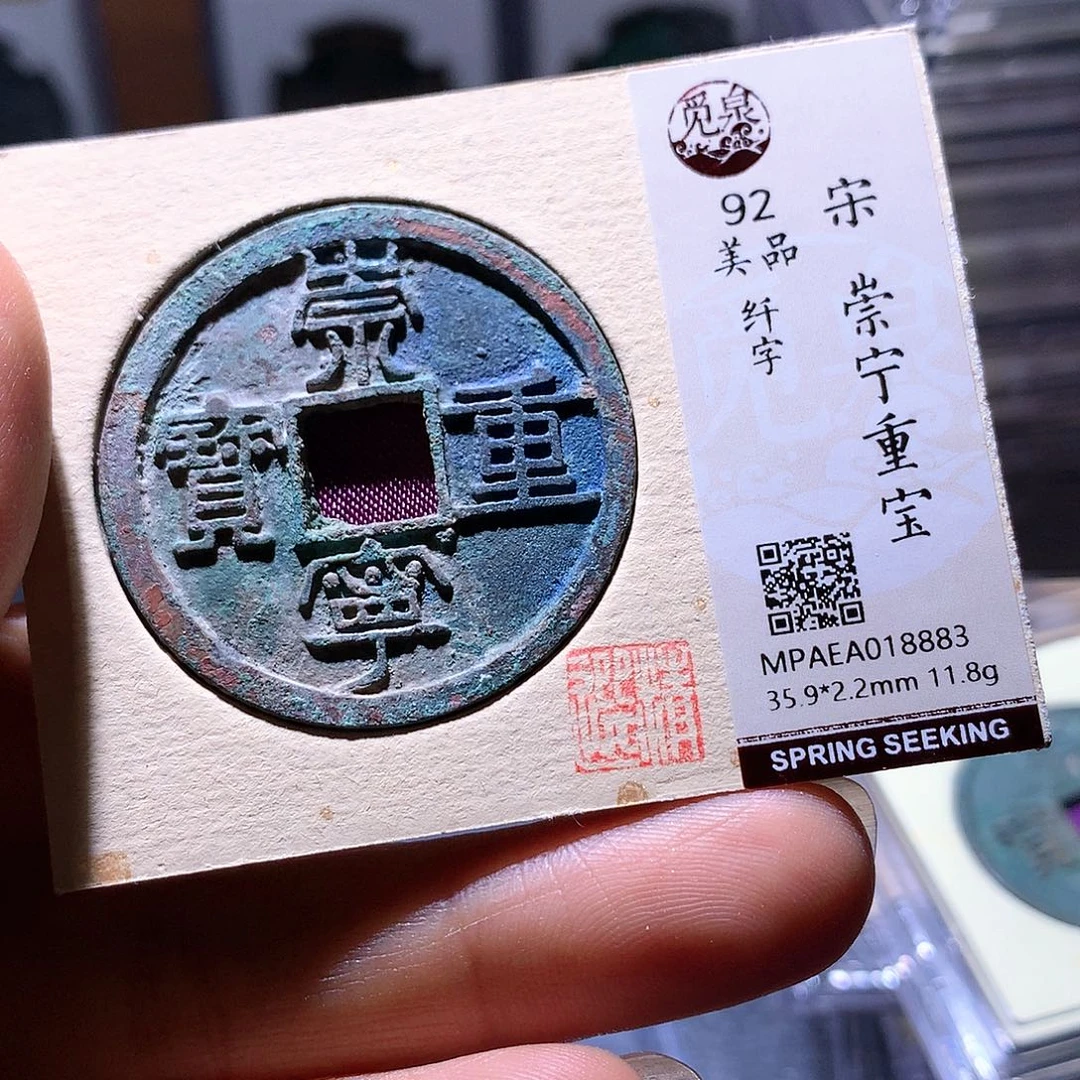 崇寧重寶
觅泉
92
美品
纤字
宋 崇宁重宝
MPAEA018883
35.9*2.2mm 11.8g
SPRING SEEKING